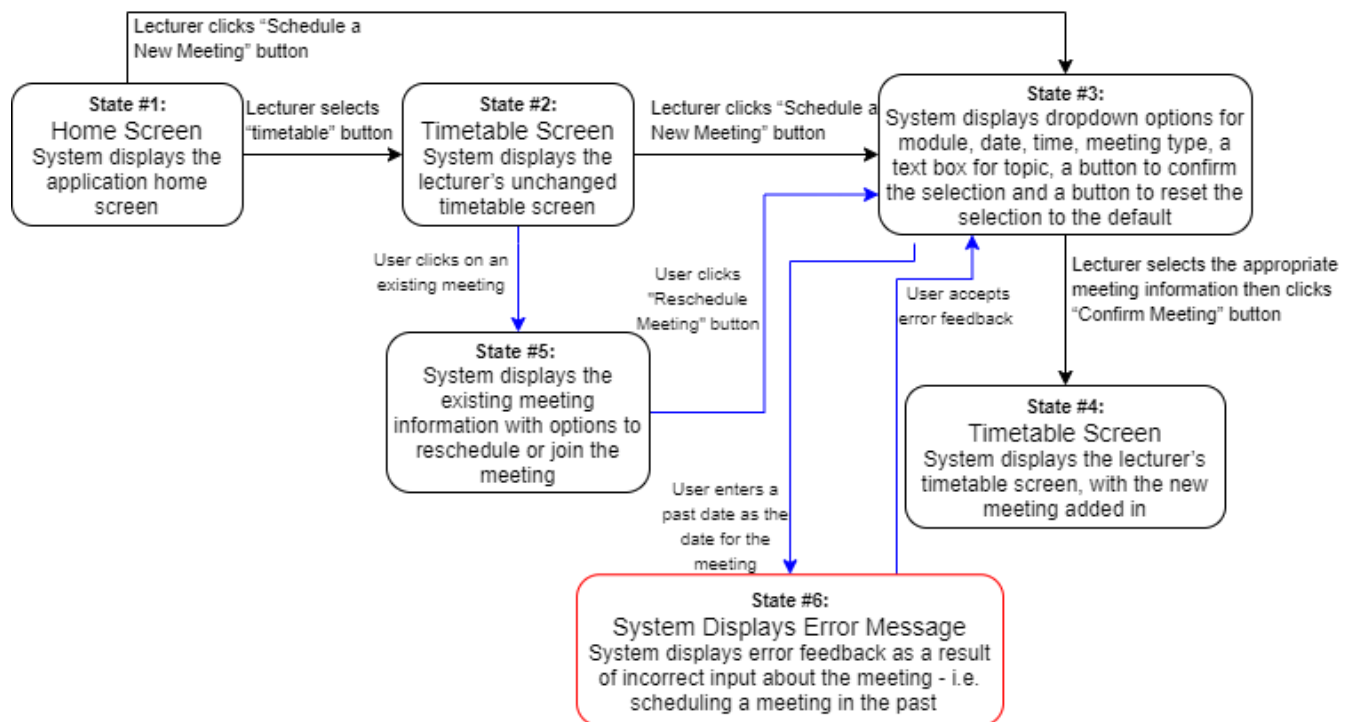 Lecturer clicks “Schedule a
New Meeting” button
State #1:
Home Screen
System displays the
application home
screen
Lecturer selects
“timetable” button
State #2:
Timetable Screen
System displays the
lecturer’s unchanged
timetable screen
Lecturer clicks “Schedule a
New Meeting” button
State #3:
System displays dropdown options for
module, date, time, meeting type, a
text box for topic, a button to confirm
the selection and a button to reset the
selection to the default
User clicks on an
existing meeting
User clicks
"Reschedule
Meeting" button
User accepts
error feedback
Lecturer selects the appropriate
meeting information then clicks
“Confirm Meeting” button
State #5:
System displays the
existing meeting
information with options to
reschedule or join the
meeting
State #4:
Timetable Screen
System displays the lecturer’s
timetable screen, with the new
meeting added in
User enters a
past date as the
date for the
meeting
State #6:
System Displays Error Message
System displays error feedback as a result
of incorrect input about the meeting - i.e.
scheduling a meeting in the past